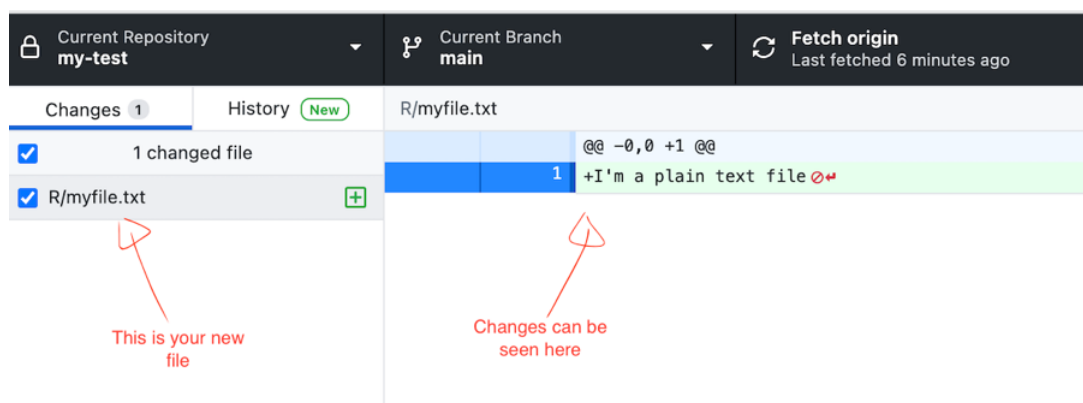 Current Repository
my-test
Current Branch
main
Fetch origin
Last fetched 6 minutes ago
Changes 1
History New
R/myfile.txt
1 changed file
@@ -0,0 +1 @@
R/myfile.txt
1 +I'm a plain text file
This is your new
file
Changes can be
seen here